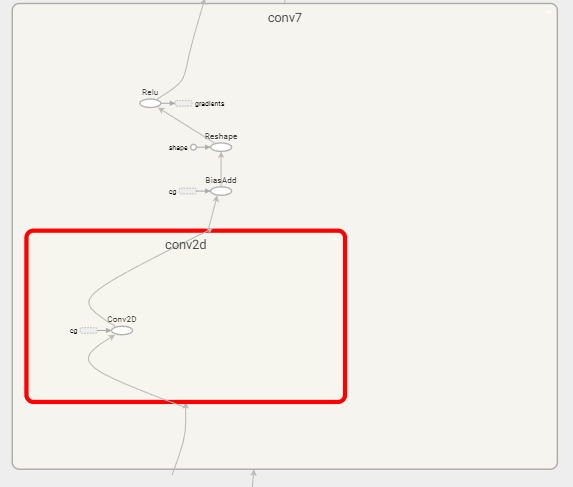 conv7
Relu
gradients
Reshape
shape
BiasAdd
cg
conv2d
Conv2D
cg